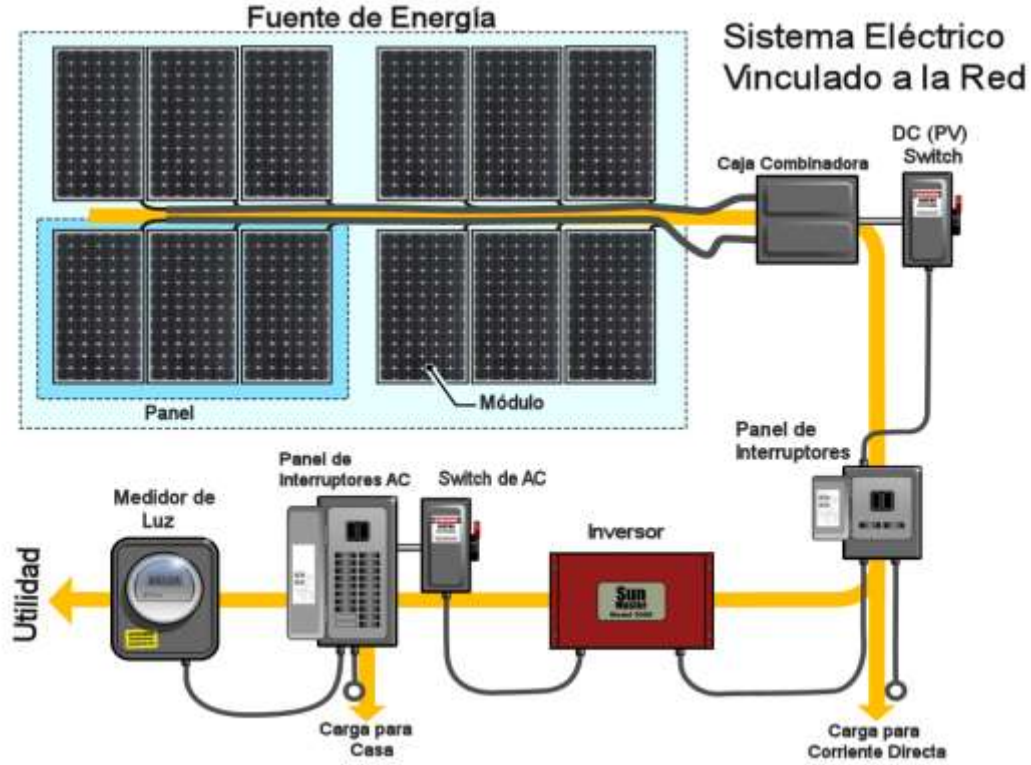 Fuente de Energía
Sistema Eléctrico
Vinculado a la Red
DC (PV)
Switch
Caja Combinadora
Módulo
Panel
Panel de
Interruptores
Panel de
Interruptores AC
Switch de AC
Medidor de
Luz
Inversor
Sun
Utilidad
Carga para
Casa
Carga para
Corriente Directa